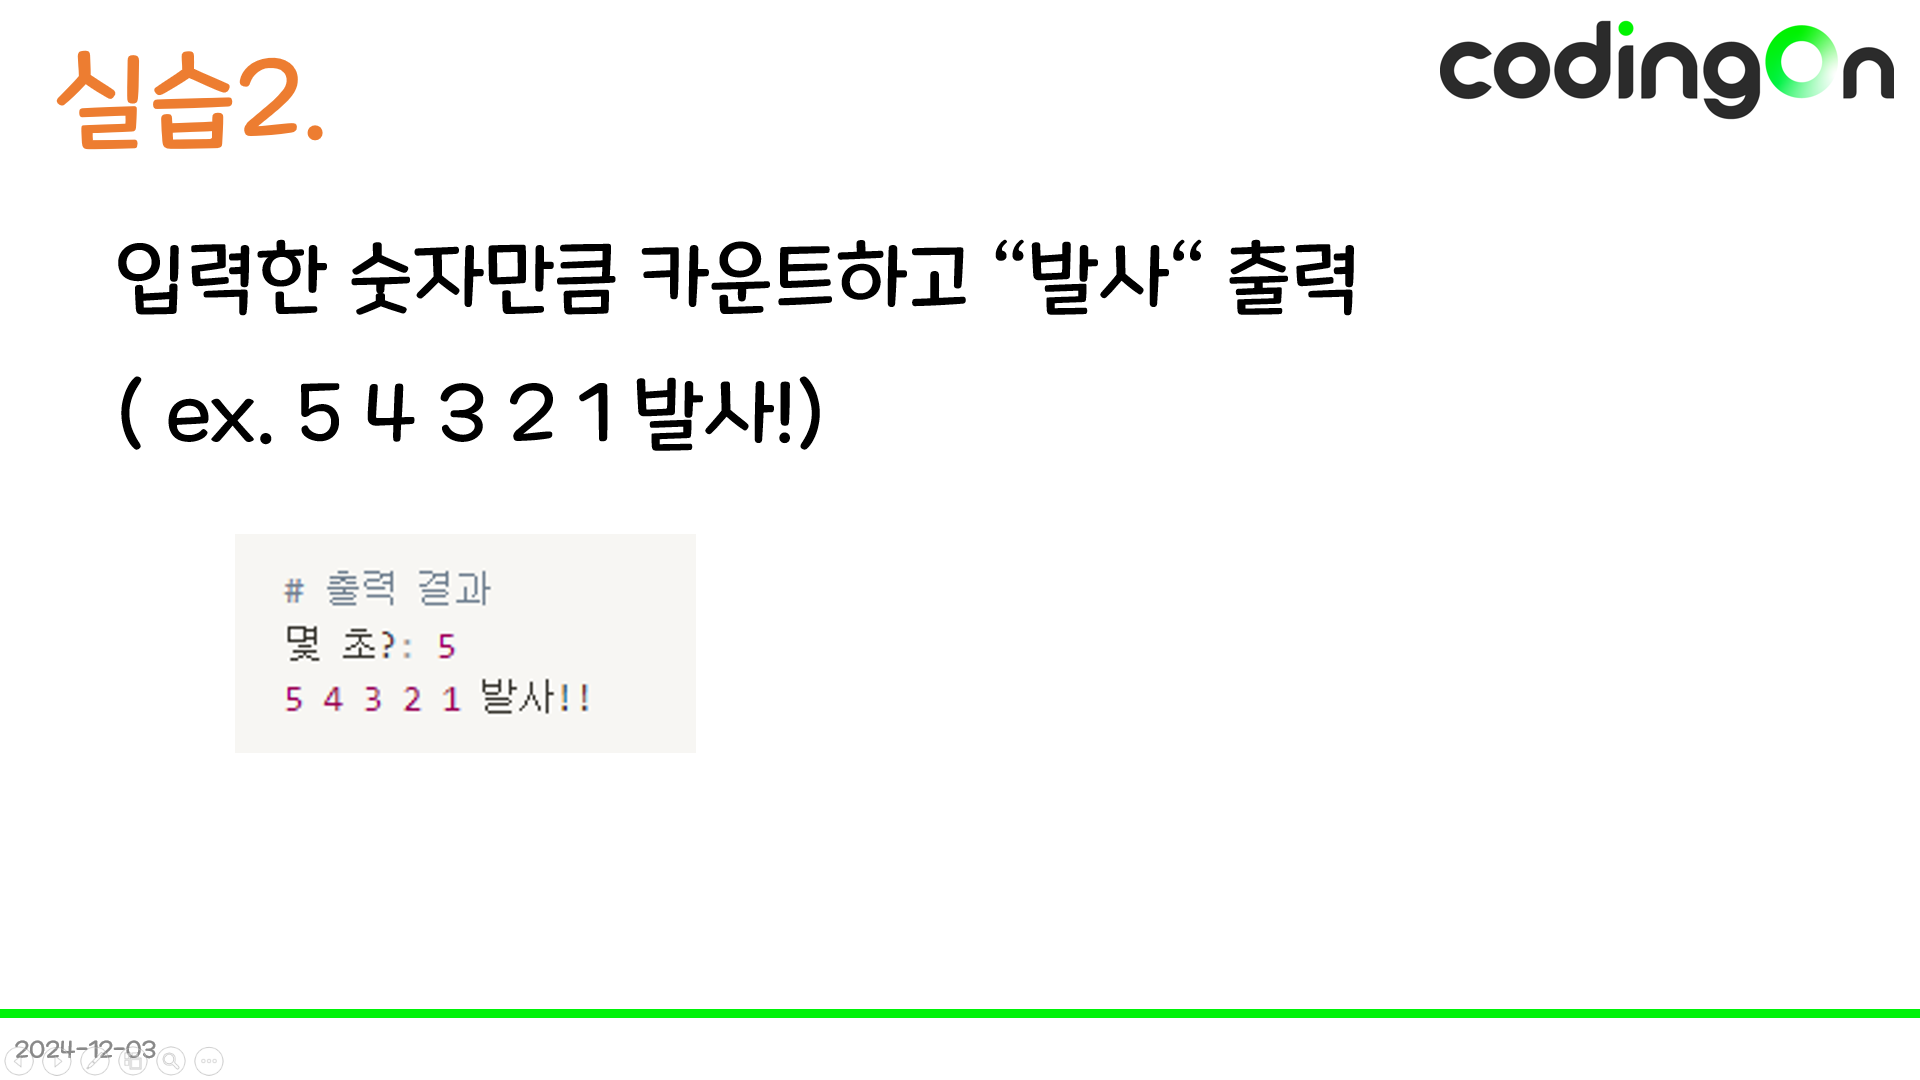 실습2.
codingOn
입력한 숫자만큼 카운트하고 “발사“ 출력
( ex. 5 4 3 2 1 발사!)
# 출력 결과
몇 초?: 5
5 4 3 2 1 발사!!
2024-12-03